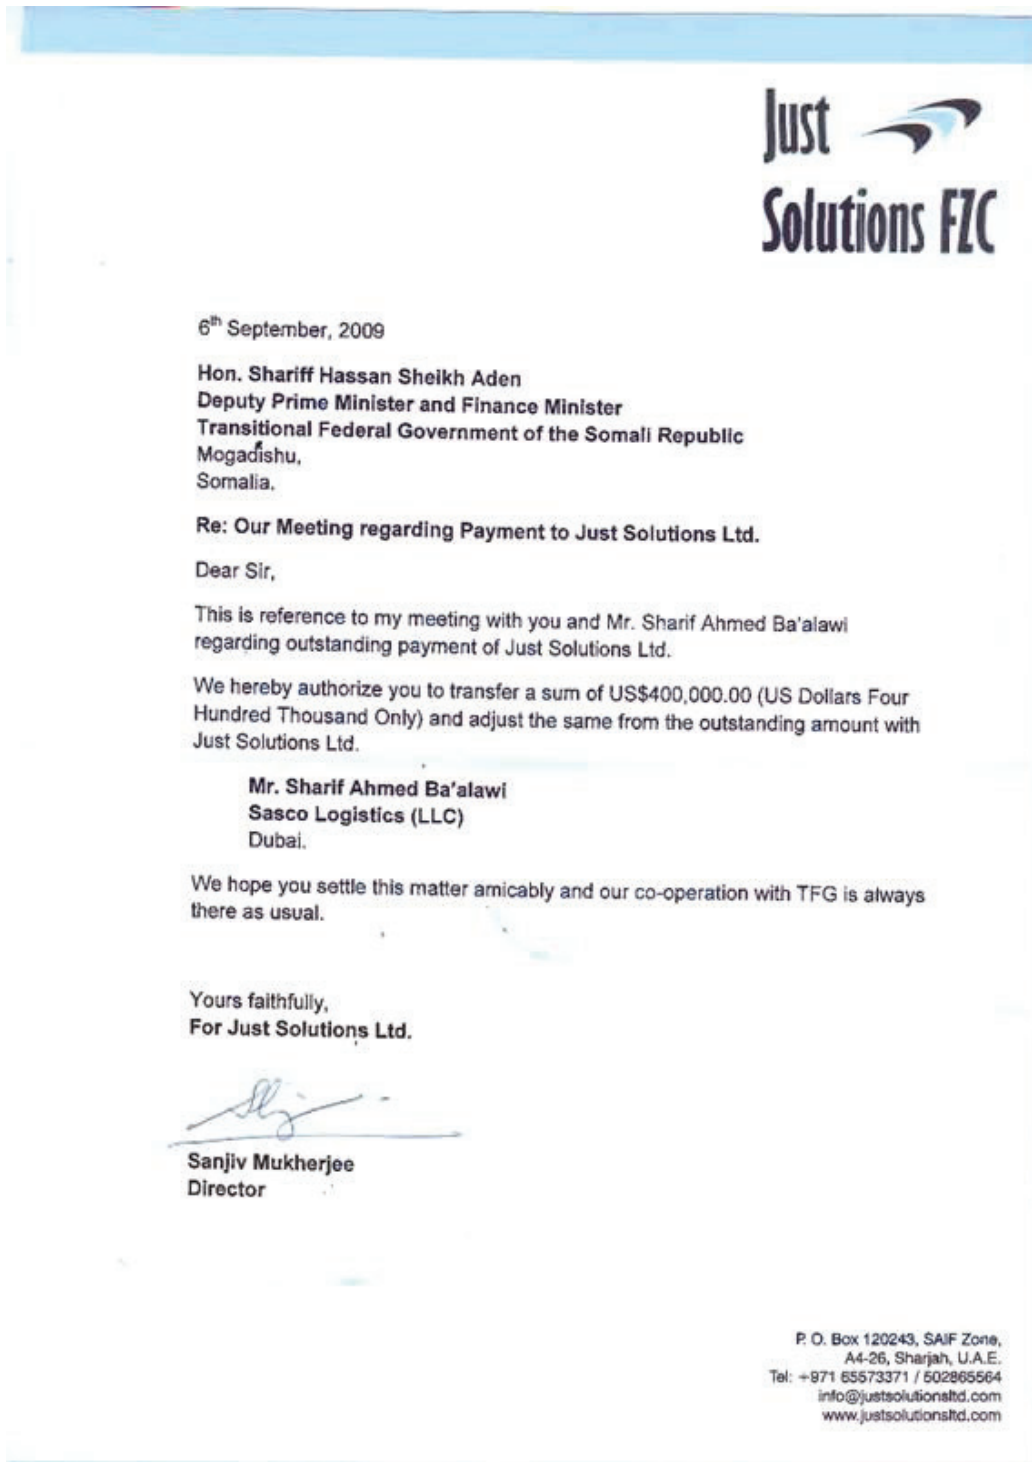 Just
Solutions FZC
6th September, 2009
Hon. Shariff Hassan Sheikh Aden
Deputy Prime Minister and Finance Minister
Transitional Federal Government of the Somali Republic
Mogadishu,
Somalia.
Re: Our Meeting regarding Payment to Just Solutions Ltd.
Dear Sir,
This is reference to my meeting with you and Mr. Sharif Ahmed Ba'alawi
regarding outstanding payment of Just Solutions Ltd.
We hereby authorize you to transfer a sum of US$400,000.00 (US Dollars Four
Hundred Thousand Only) and adjust the same from the outstanding amount with
Just Solutions Ltd.
Mr. Sharif Ahmed Ba'alawi
Sasco Logistics (LLC)
Dubai.
We hope you settle this matter amicably and our co-operation with TFG is always
there as usual.
Yours faithfully,
For Just Solutions Ltd.
Sanjiv Mukherjee
Director
P. O. Box 120243, SAIF Zone,
A4-26, Sharjah, U.A.E.
Tel: +971 65573371 / 502865564
info@justsolutionsltd.com
www.justsolutionsltd.com